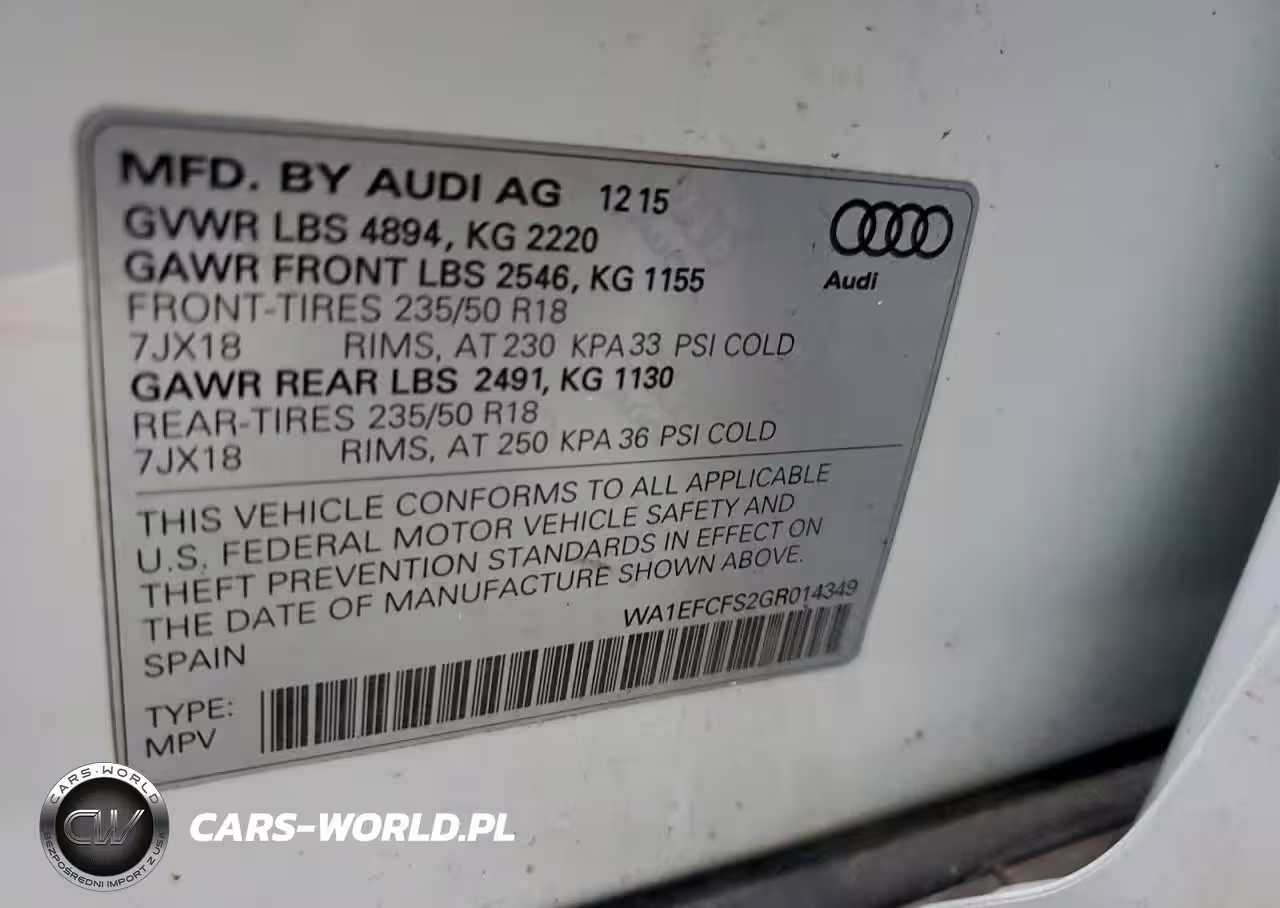 MFD. BY AUDI AG 12 15
GVWR LBS 4894, KG 2220
GAWR FRONT LBS 2546, KG 1155
FRONT-TIRES 235/50 R18
7JX18 RIMS, AT 230 KPA 33 PSI COLD
GAWR REAR LBS 2491, KG 1130
REAR-TIRES 235/50 R18
7JX18 RIMS, AT 250 KPA 36 PSI COLD
Audi
THIS VEHICLE CONFORMS TO ALL APPLICABLE
U.S. FEDERAL MOTOR VEHICLE SAFETY AND
THEFT PREVENTION STANDARDS IN EFFECT ON
THE DATE OF MANUFACTURE SHOWN ABOVE.
SPAIN
WA1EFCFS2GR014349
TYPE:
MPV
CARS-WORLD
CW
BEZPOŚREDNI IMPORT Z USA
CARS-WORLD.PL